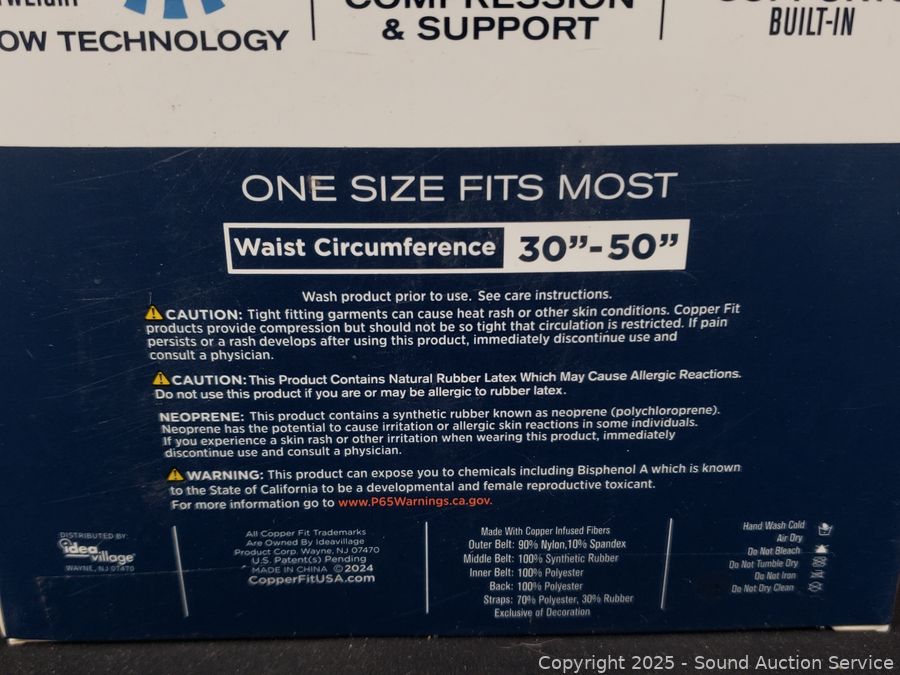 COMPRESSION
& SUPPORT
OW TECHNOLOGY
BUILT-IN
ONE SIZE FITS MOST
Waist Circumference 30”-50”
Wash product prior to use. See care instructions.
CAUTION: Tight fitting garments can cause heat rash or other skin conditions. Copper Fit
products provide compression but should not be so tight that circulation is restricted. If pain
persists or a rash develops after using this product, immediately discontinue use and
consult a physician.
CAUTION: This Product Contains Natural Rubber Latex Which May Cause Allergic Reactions.
Do not use this product if you are or may be allergic to rubber latex.
NEOPRENE: This product contains a synthetic rubber known as neoprene (polychloroprene).
Neoprene has the potential to cause irritation or allergic skin reactions in some individuals.
If you experience a skin rash or other irritation when wearing this product, immediately
discontinue use and consult a physician.
WARNING: This product can expose you to chemicals including Bisphenol A which is known
to the State of California to be a developmental and female reproductive toxicant.
For more information go to www.P65Warnings.ca.gov.
DISTRIBUTED BY:
idea
village
WAYNE, NJ 07470
All Copper Fit Trademarks
Are Owned By Ideavillage
Product Corp. Wayne, NJ 07470
U.S. Patent(s) Pending
MADE IN CHINA ©2024
CopperFitUSA.com
Made With Copper Infused Fibers
Outer Belt: 90% Nylon,10% Spandex
Middle Belt: 100% Synthetic Rubber
Inner Belt: 100% Polyester
Back: 100% Polyester
Straps: 70% Polyester, 30% Rubber
Exclusive of Decoration
Hand Wash Cold
Air Dry
Do Not Bleach
Do Not Tumble Dry
Do Not Iron
Do Not Dry Clean
Copyright 2025 - Sound Auction Service